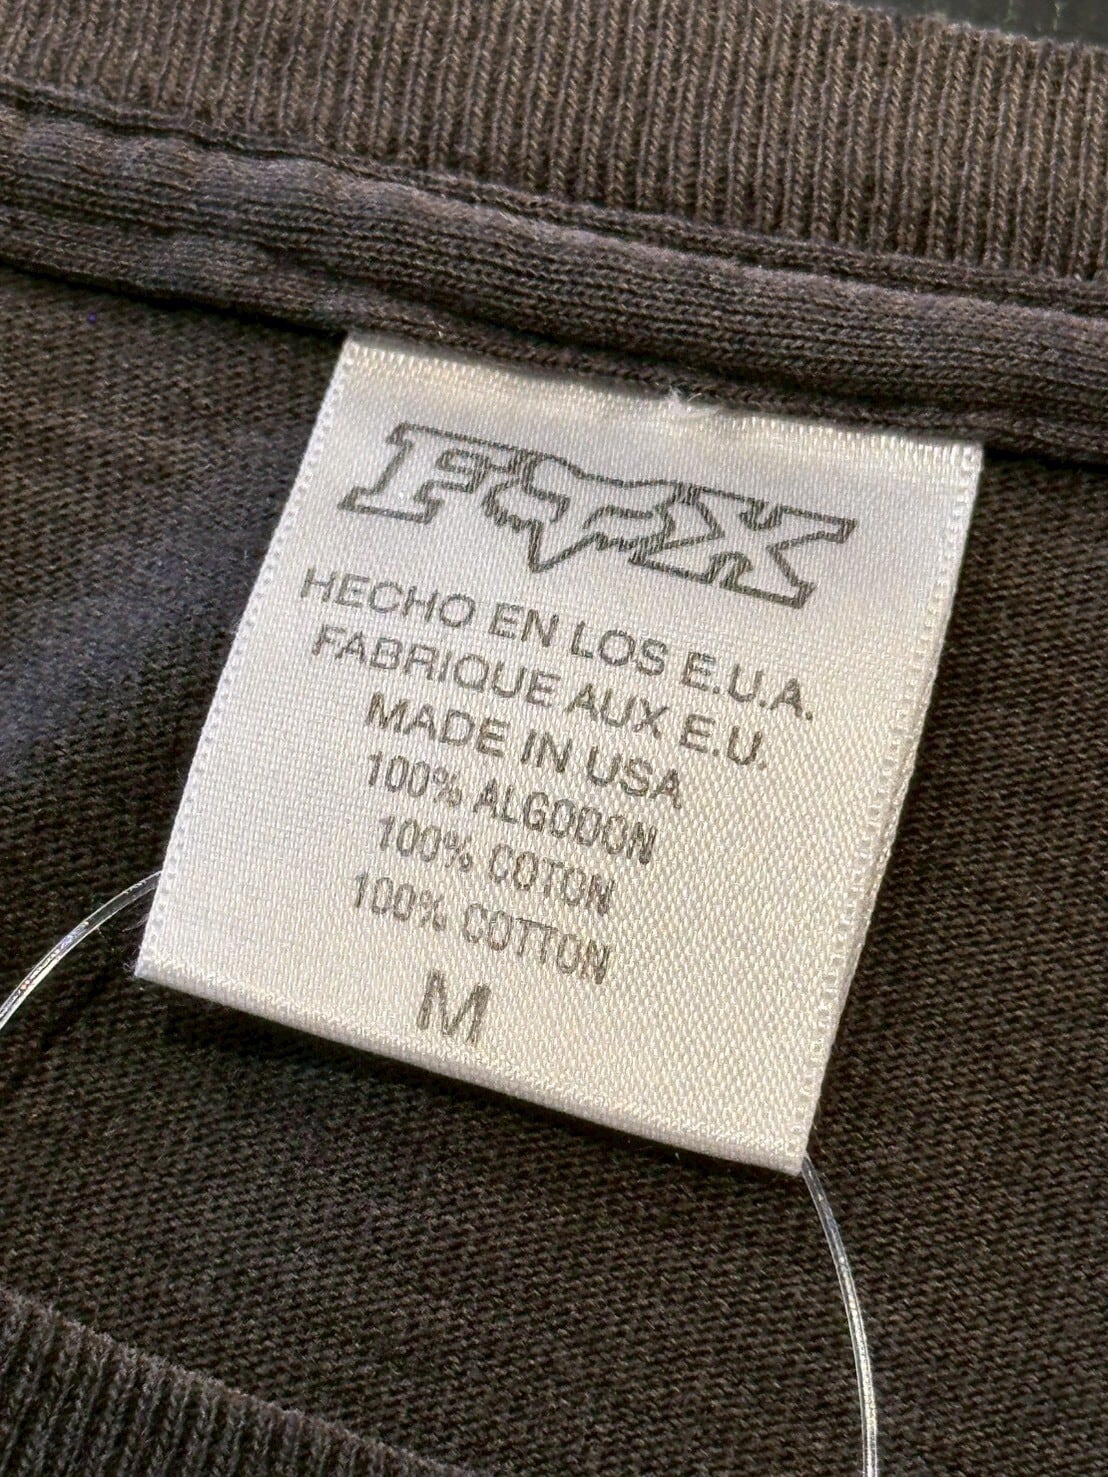 FOX
HECHO EN LOS E.U.A.
FABRIQUE AUX E.U.
MADE IN USA
100% ALGODON
100% COTON
100% COTTON
M